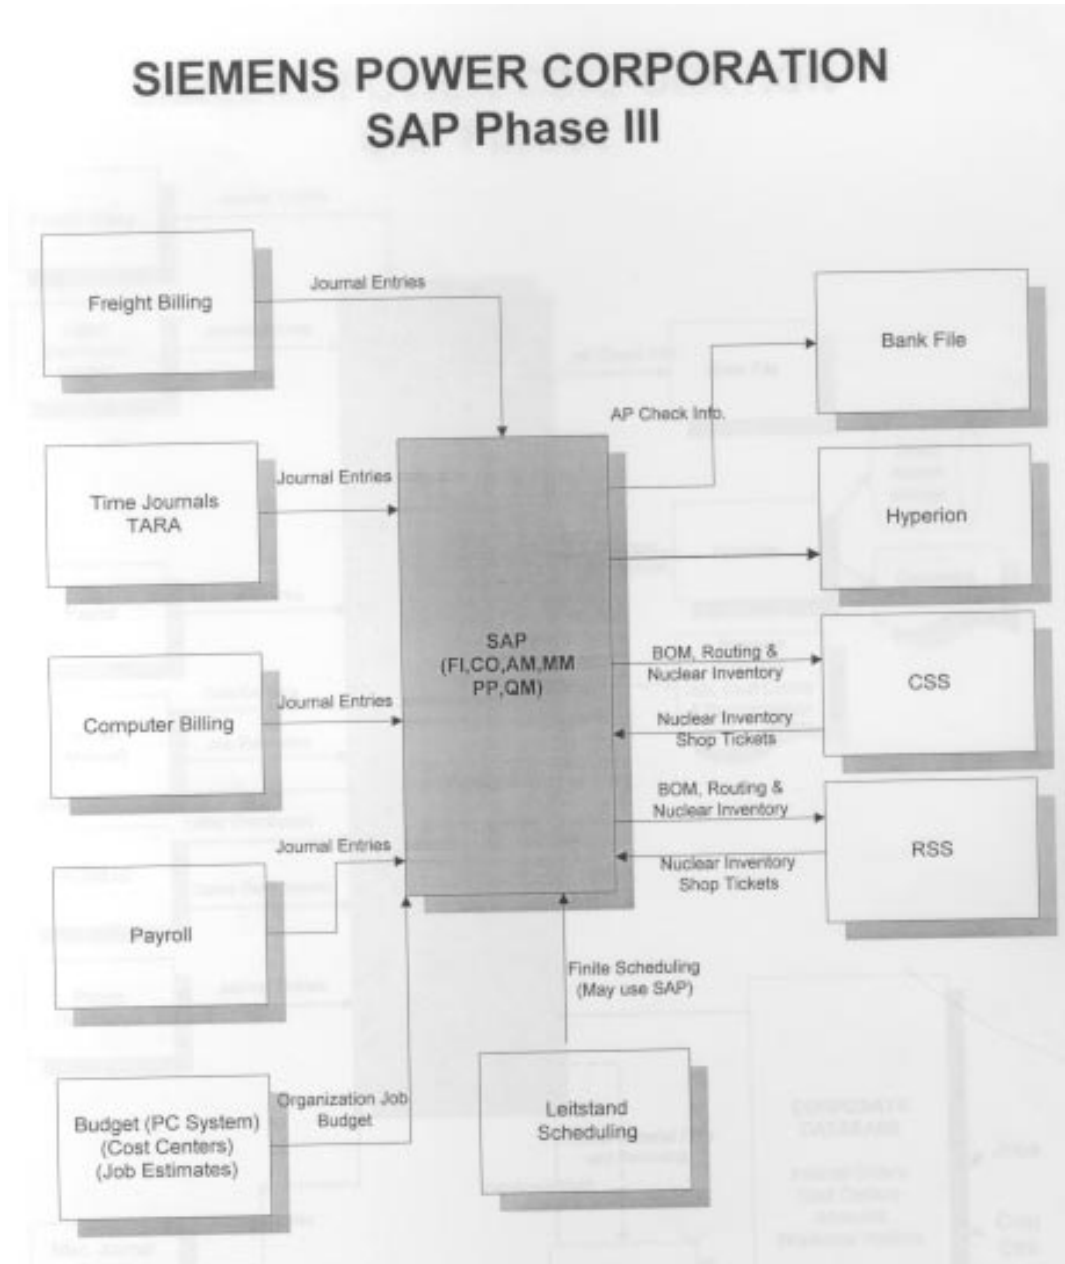 SIEMENS POWER CORPORATION
SAP Phase III
Freight Billing
Journal Entries
Bank File
AP Check Info.
Time Journals
TARA
Journal Entries
Hyperion
SAP
(FI,CO,AM,MM
PP,QM)
BOM, Routing &
Nuclear Inventory
CSS
Nuclear Inventory
Shop Tickets
Computer Billing
Journal Entries
BOM, Routing &
Nuclear Inventory
RSS
Nuclear Inventory
Shop Tickets
Payroll
Journal Entries
Finite Scheduling
(May use SAP)
Budget (PC System)
(Cost Centers)
(Job Estimates)
Organization Job
Budget
Leitstand
Scheduling
CORPORATE
DATABASE